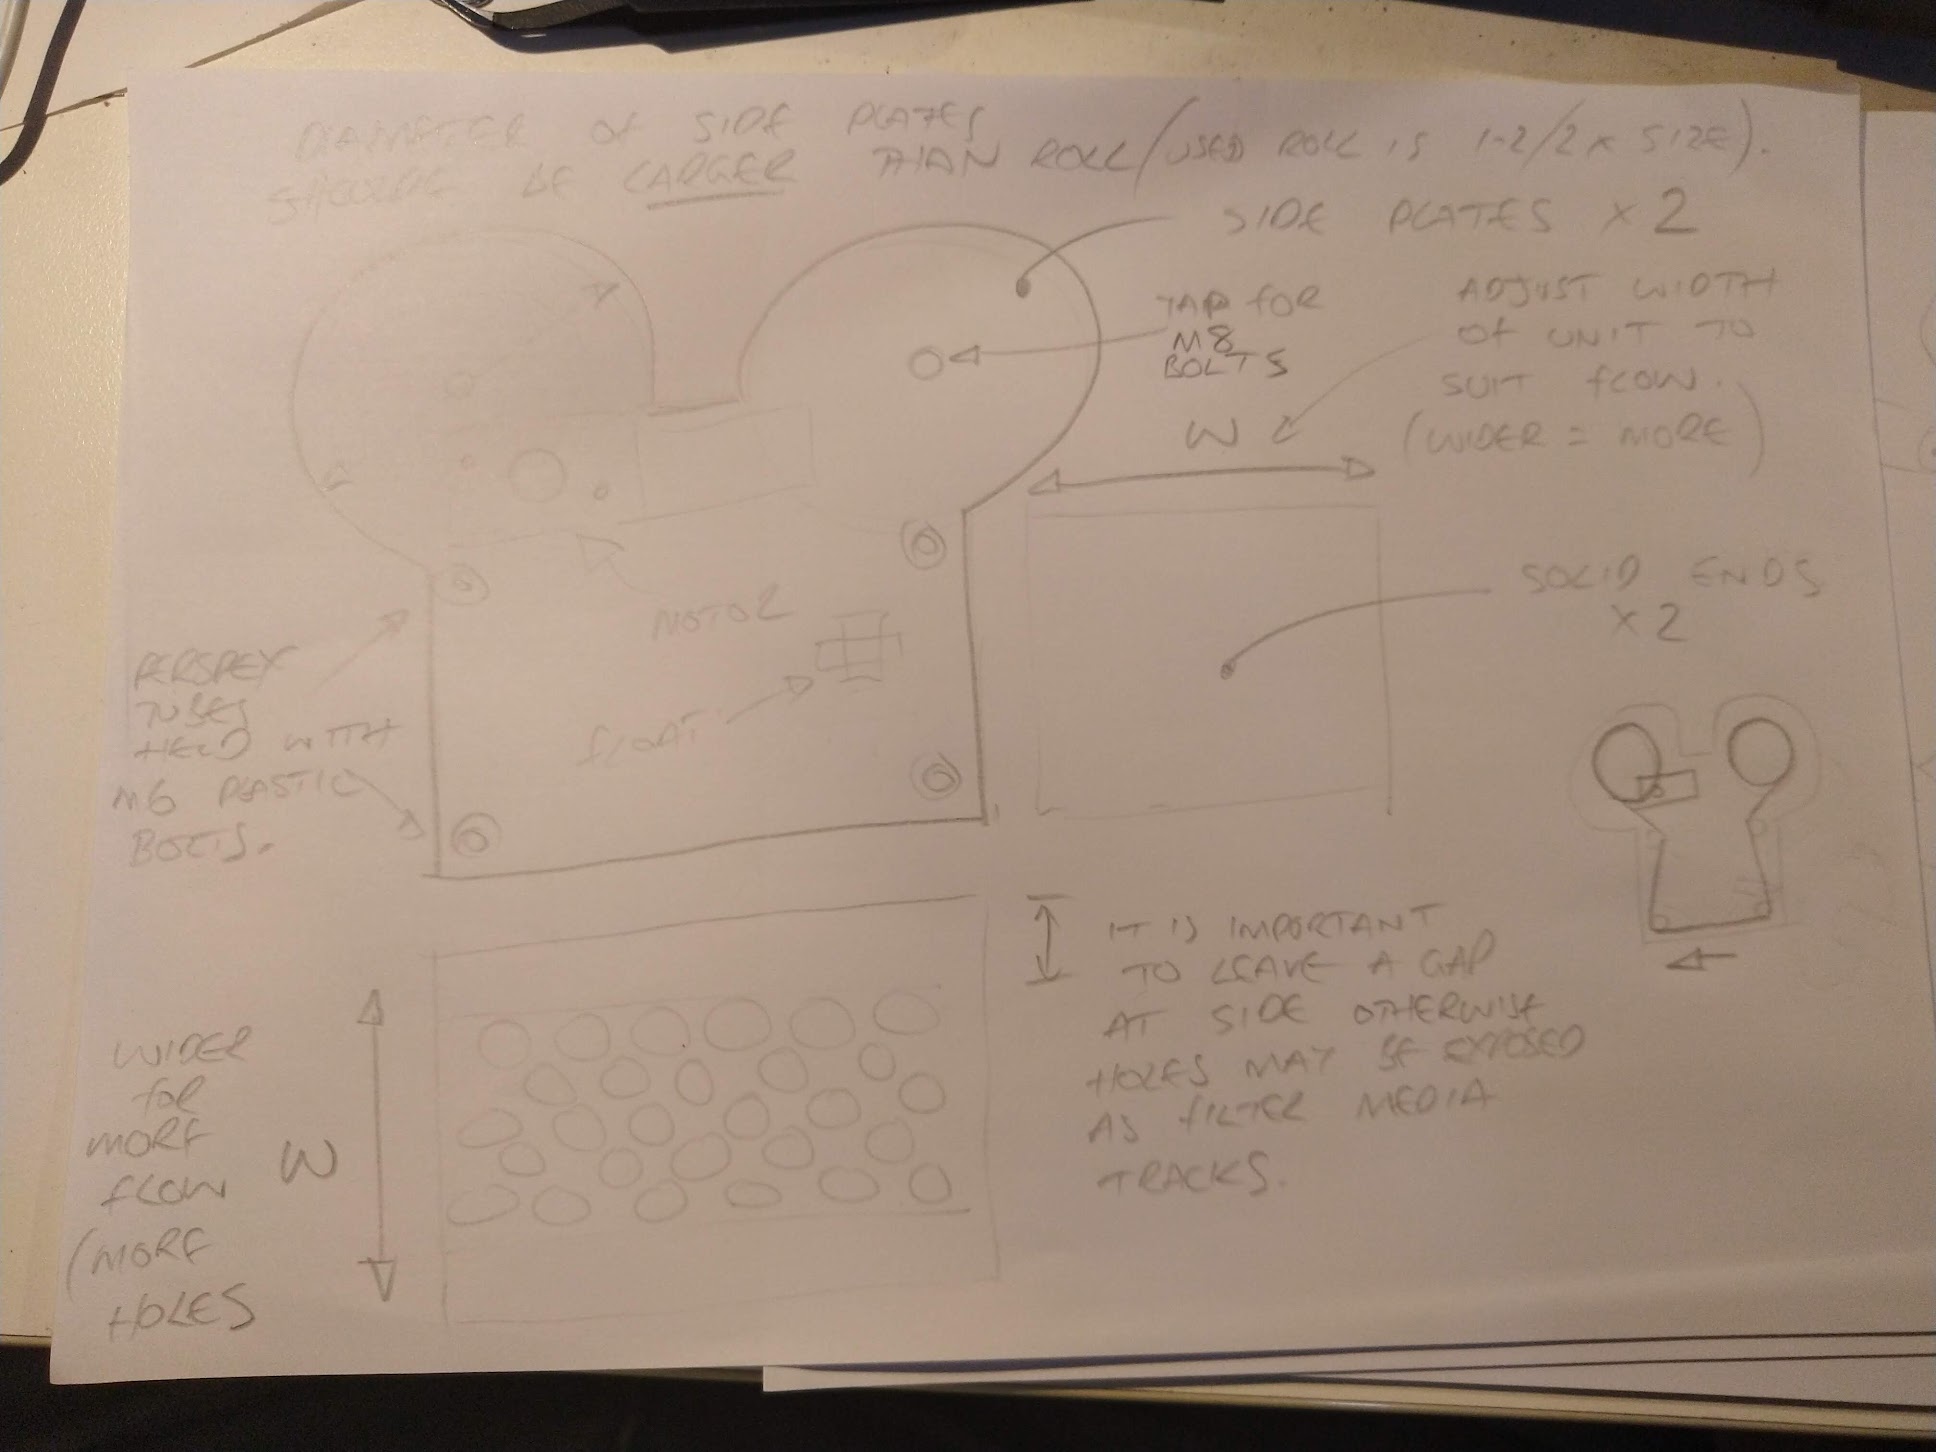 DIAMETER OF SIDE PLATES
SHOULD BE LARGER THAN ROLL/(USED ROLL IS 1-2/2x SIZE).
SIDE PLATES x 2
TAP FOR
M8
BOLTS
ADJUST WIDTH
OF UNIT TO
SUIT FLOW.
(WIDER = MORE)
W
SOLID ENDS
x 2
MOTOR
FLOAT
PERSPEX
TUBES
HELD WITH
M6 PLASTIC
BOLTS.
IT IS IMPORTANT
TO LEAVE A GAP
AT SIDE OTHERWISE
HOLES MAY BE EXPOSED
AS FILTER MEDIA
TRACKS.
WIDER
FOR
MORE
FLOW
(MORE
HOLES
W